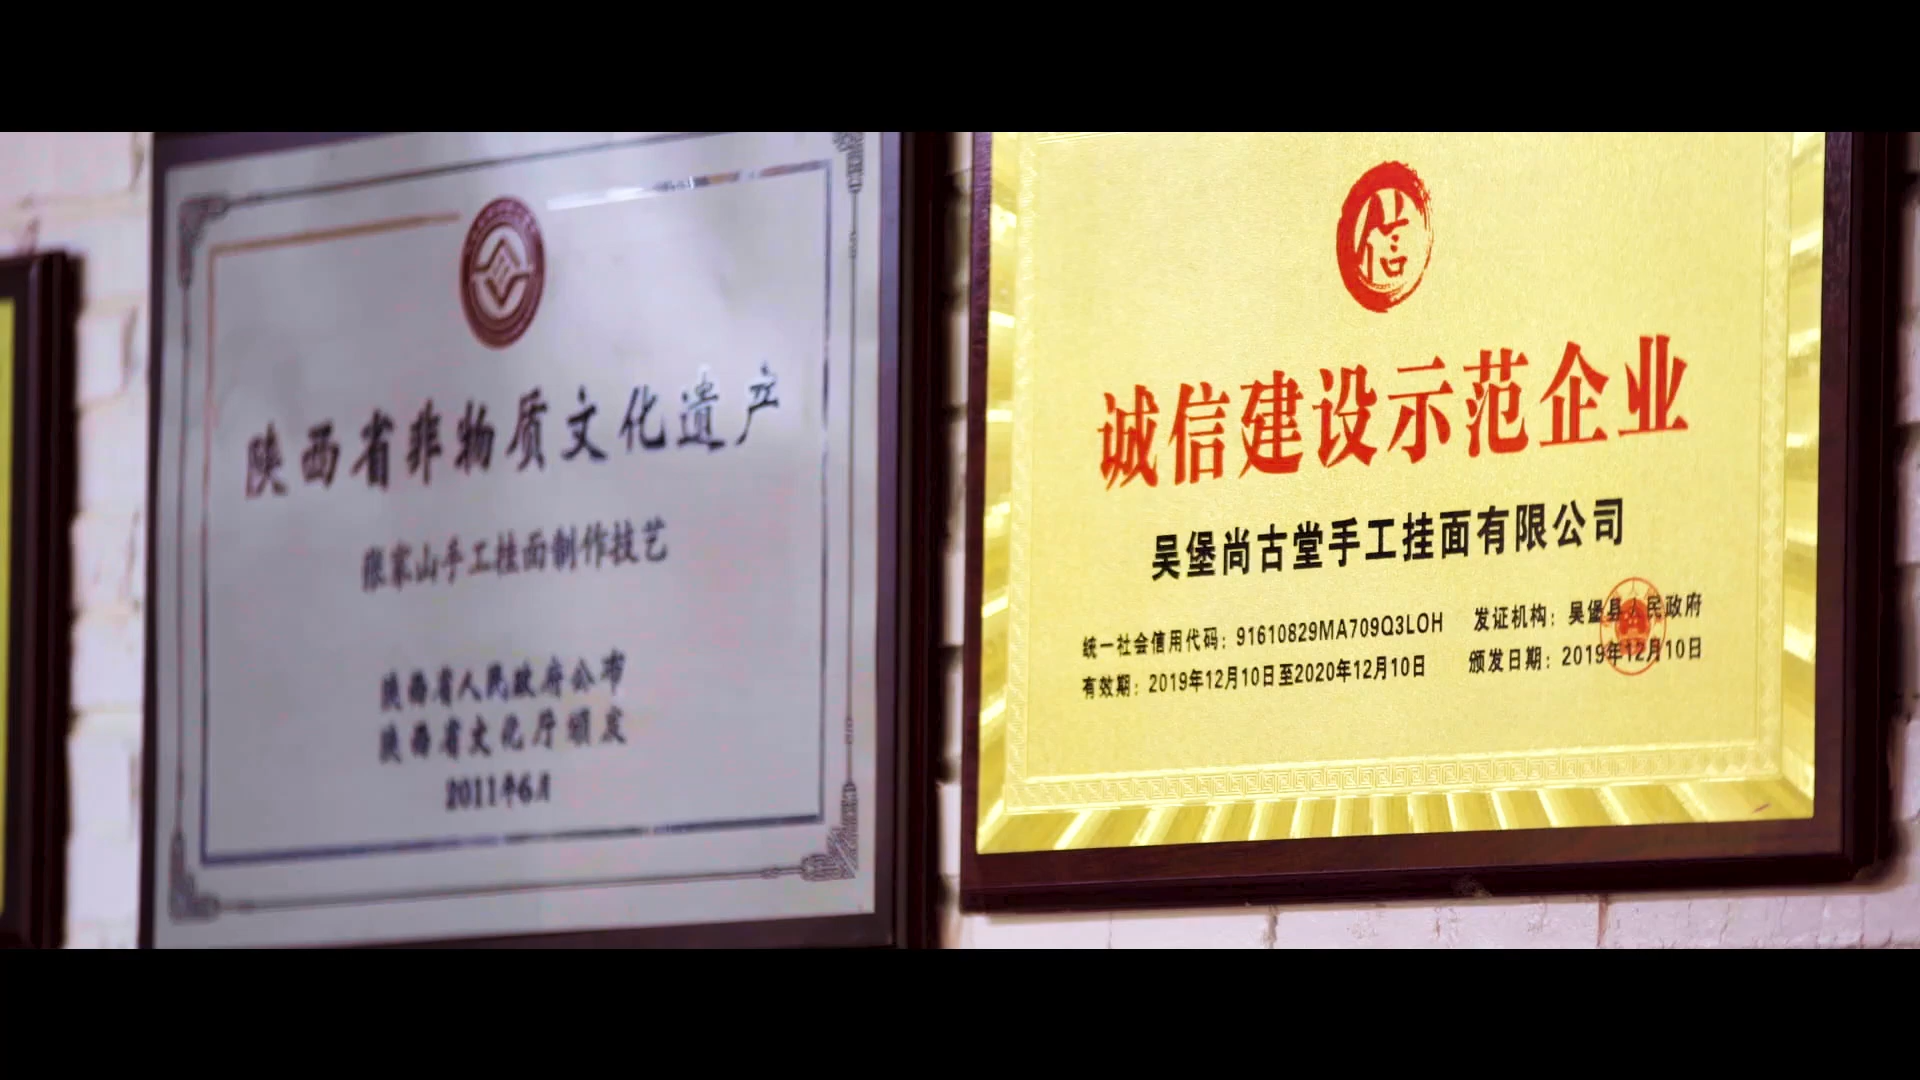 陕西省非物质文化遗产
张家山手工挂面制作技艺
陕西省人民政府公布
陕西省文化厅颁发
2011年6月
信
诚信建设示范企业
吴堡尚古堂手工挂面有限公司
统一社会信用代码：91610829MA709Q3L0H 发证机构：吴堡县人民政府
有效期：2019年12月10日至2020年12月10日 颁发日期：2019年12月10日